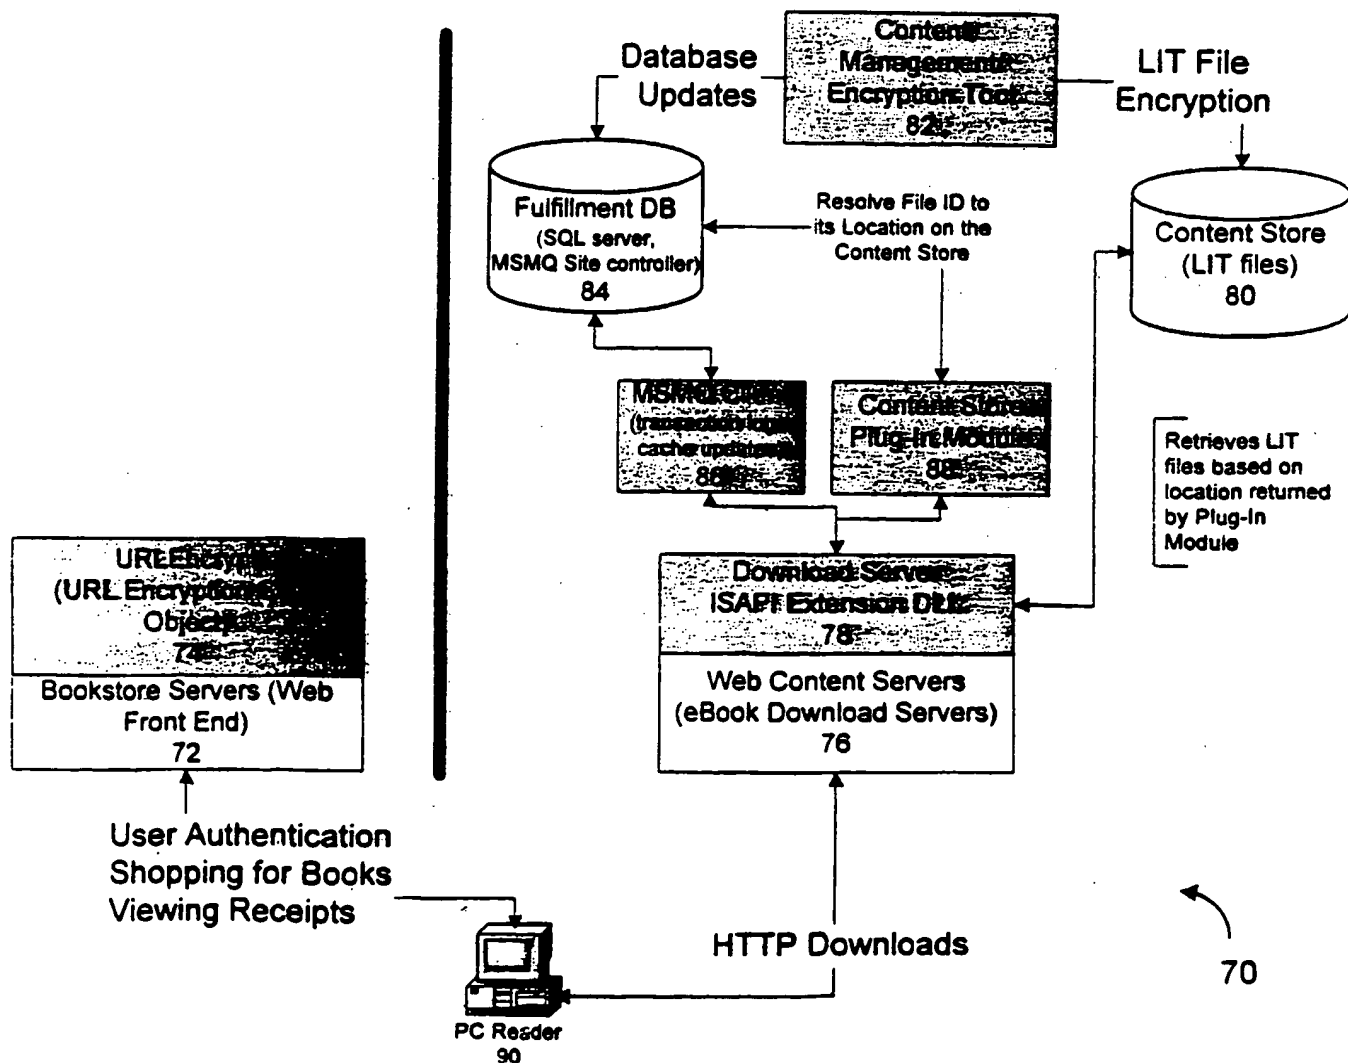 Database
Updates
Content
Management
Encryption Tool
82
LIT File
Encryption
Fulfillment DB
(SQL server,
MSMQ Site controller)
84
Resolve File ID to
its Location on the
Content Store
Content Store
(LIT files)
80
MSMQ Client
(transaction log
cache updates
86
Content Store
Plug-In Module
88
Retrieves LIT
files based on
location returned
by Plug-In
Module
URLEncrypt
(URL Encryption
Object)
74
Bookstore Servers (Web
Front End)
72
Download Server
ISAPI Extension DLL
78
Web Content Servers
(eBook Download Servers)
76
User Authentication
Shopping for Books
Viewing Receipts
HTTP Downloads
70
PC Reader
90